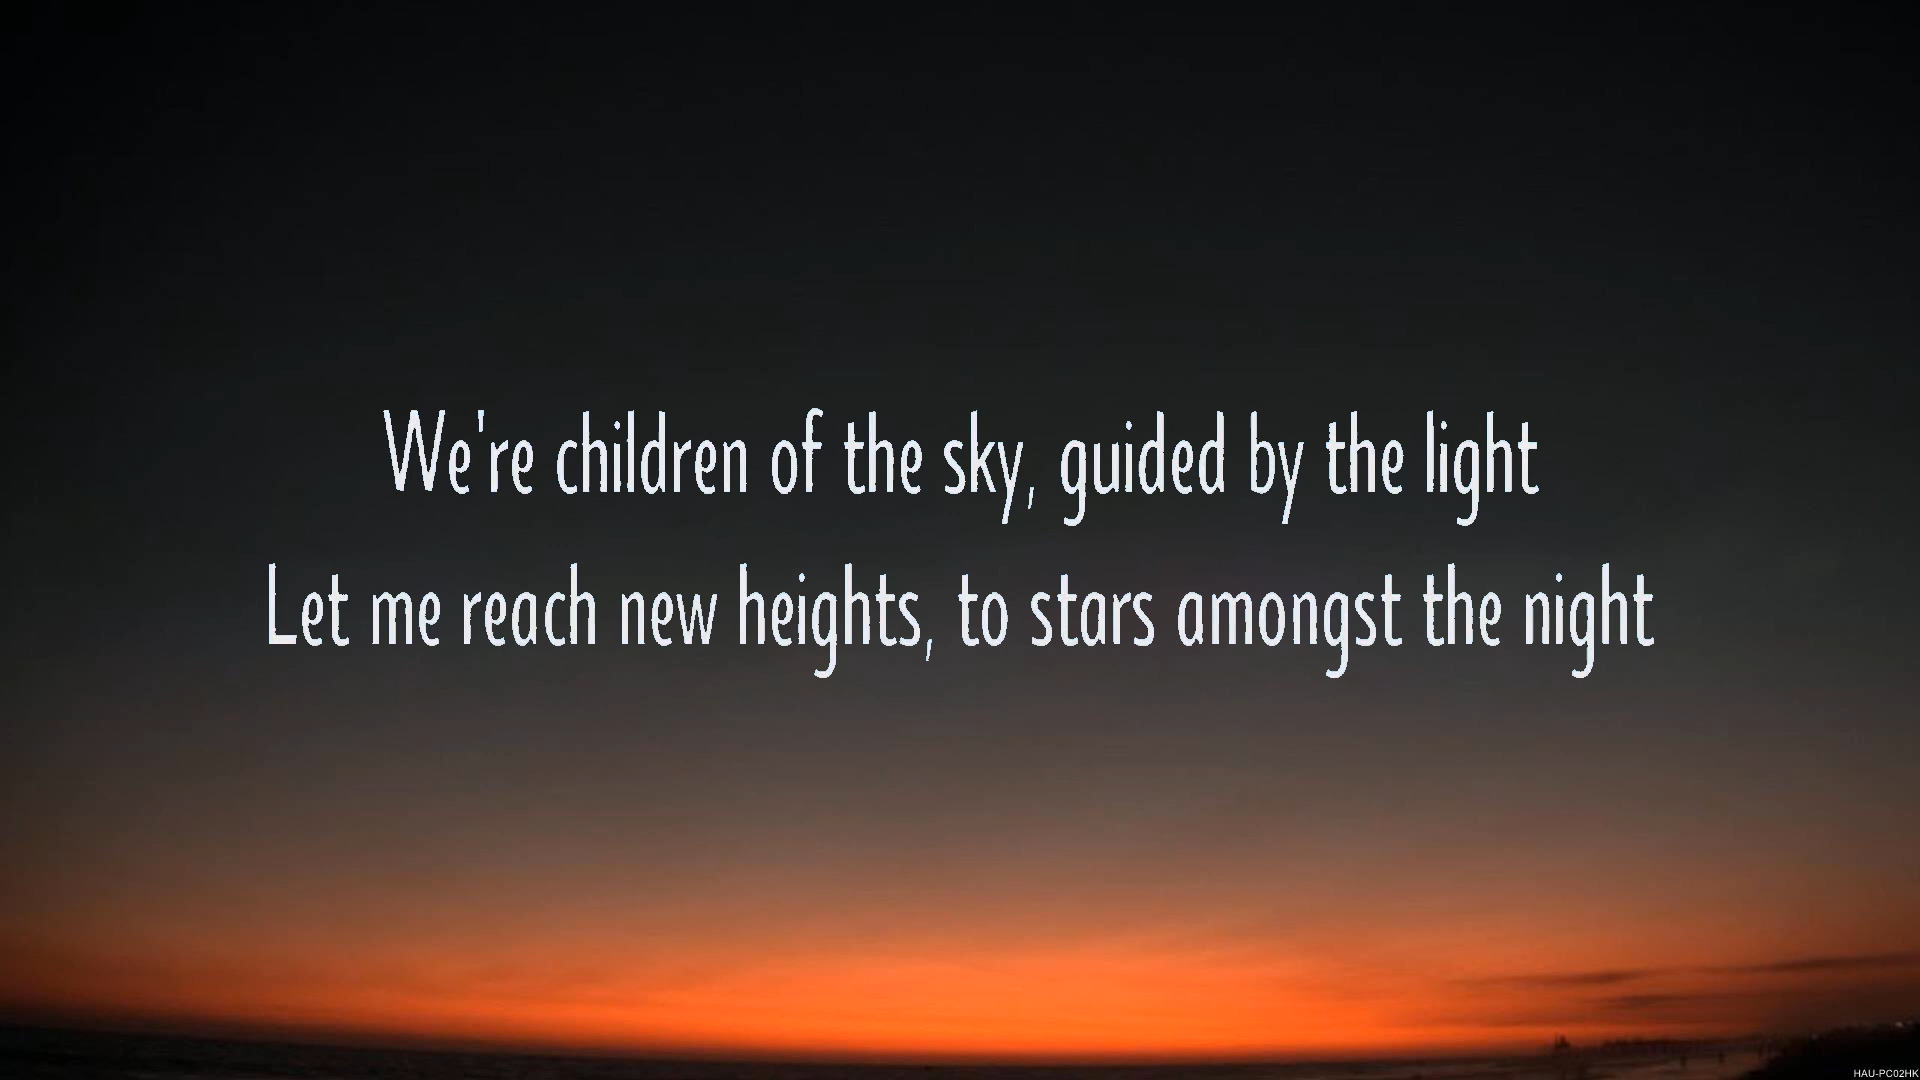 We're children of the sky, guided by the light
Let me reach new heights, to stars amongst the night
HAU-PC02HK